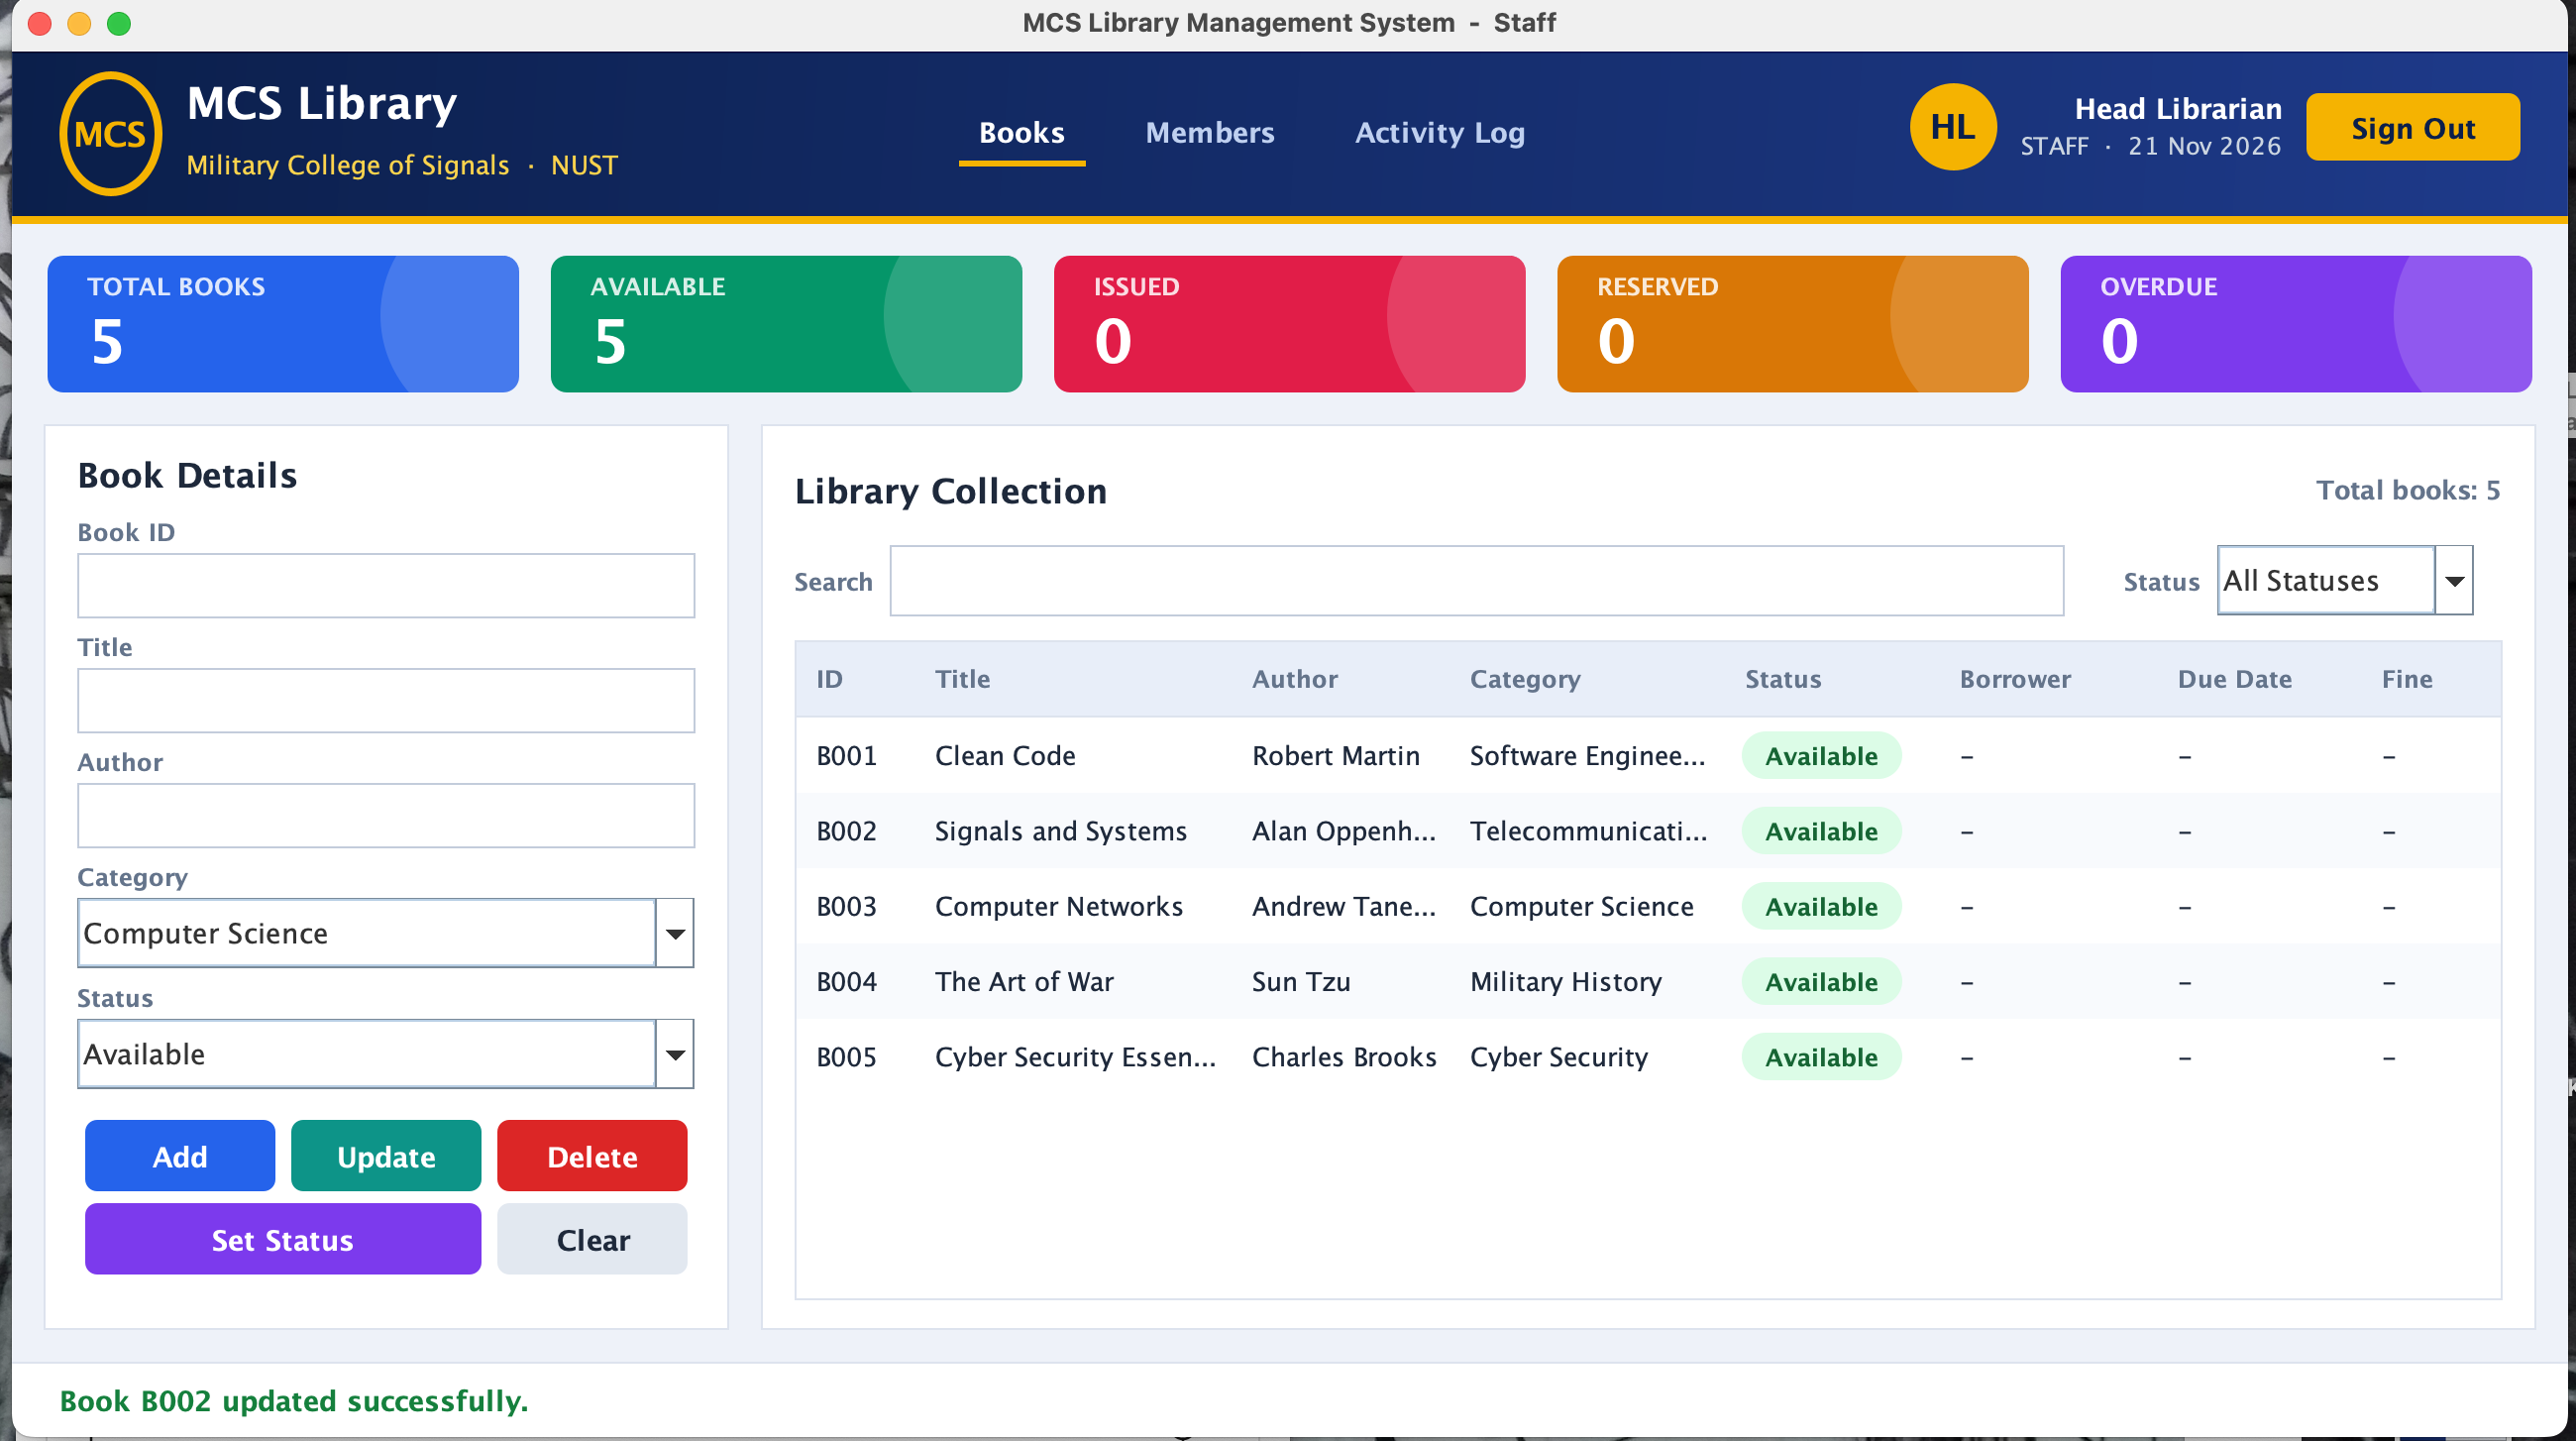 MCS Library Management System - Staff
MCS
MCS Library
Military College of Signals · NUST
Books Members Activity Log
HL
Head Librarian
STAFF · 21 Nov 2026
Sign Out
TOTAL BOOKS
5
AVAILABLE
5
ISSUED
0
RESERVED
0
OVERDUE
0
Book Details
Book ID
Title
Author
Category
Computer Science
Status
Available
Add Update Delete
Set Status Clear
Library Collection
Total books: 5
Search
Status All Statuses
ID Title Author Category Status Borrower Due Date Fine
B001 Clean Code Robert Martin Software Enginee... Available – – –
B002 Signals and Systems Alan Oppenh... Telecommunicati... Available – – –
B003 Computer Networks Andrew Tane... Computer Science Available – – –
B004 The Art of War Sun Tzu Military History Available – – –
B005 Cyber Security Essen... Charles Brooks Cyber Security Available – – –
Book B002 updated successfully.